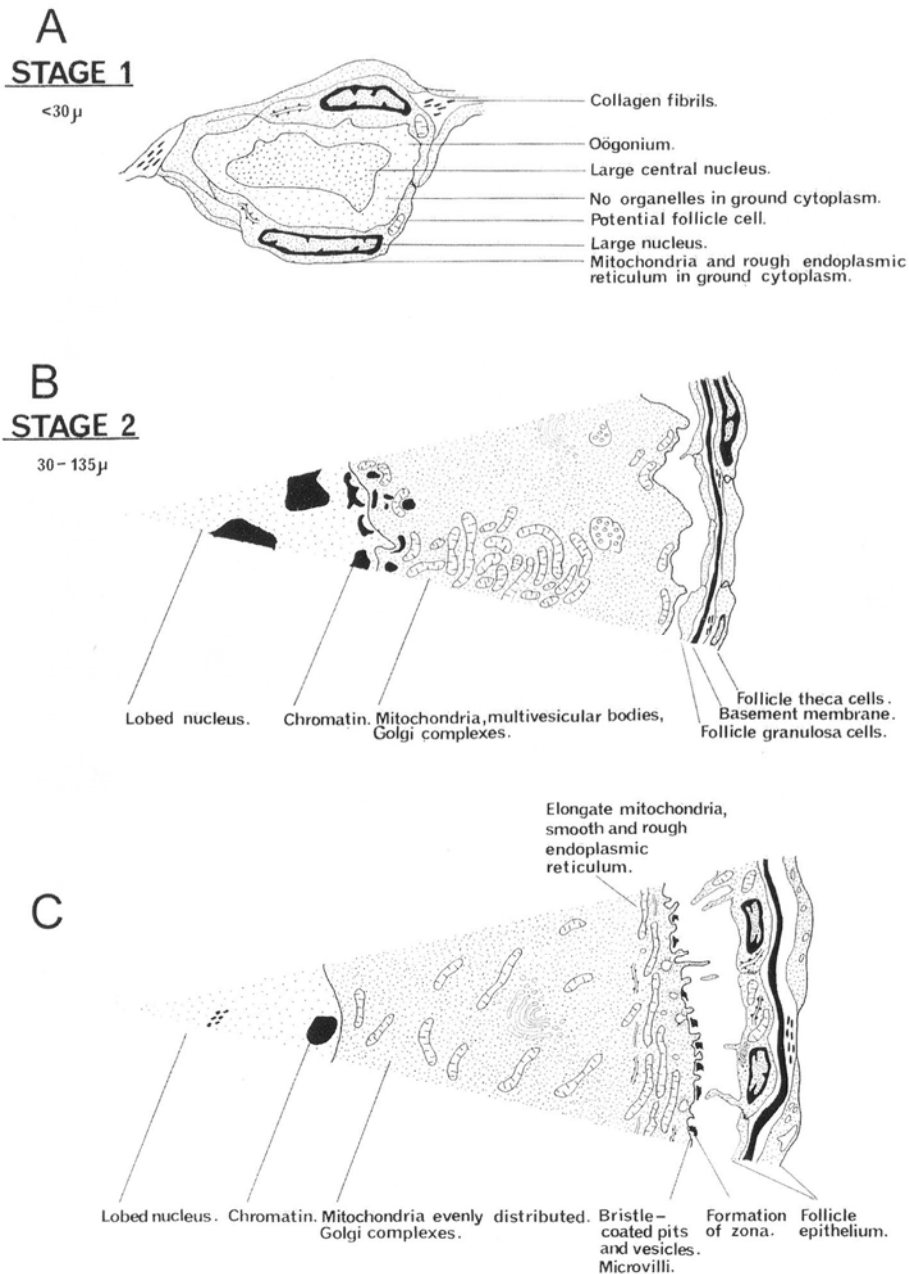 A
STAGE 1
<30 µ
Collagen fibrils.
Oögonium.
Large central nucleus.
No organelles in ground cytoplasm.
Potential follicle cell.
Large nucleus.
Mitochondria and rough endoplasmic
reticulum in ground cytoplasm.
B
STAGE 2
30 – 135 µ
Lobed nucleus.
Chromatin.
Mitochondria, multivesicular bodies,
Golgi complexes.
Follicle theca cells.
Basement membrane.
Follicle granulosa cells.
C
Elongate mitochondria,
smooth and rough
endoplasmic
reticulum.
Lobed nucleus.
Chromatin.
Mitochondria evenly distributed.
Golgi complexes.
Bristle–
coated pits
and vesicles.
Microvilli.
Formation
of zona.
Follicle
epithelium.